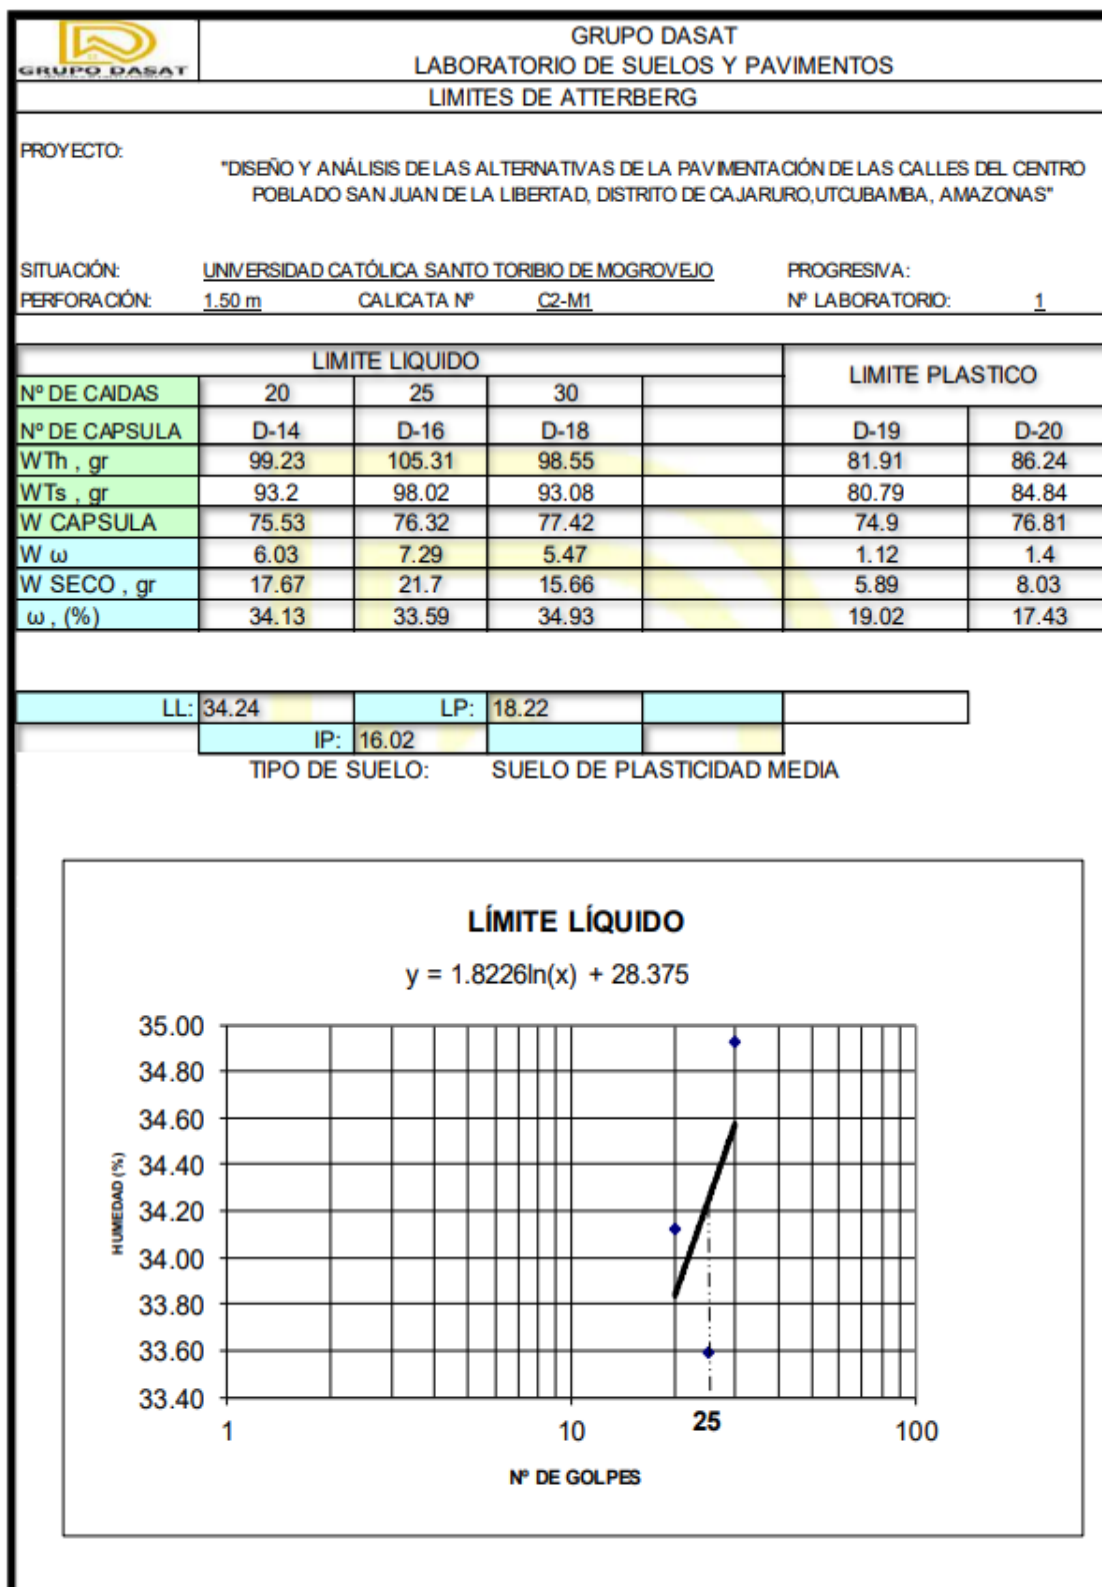 GRUPO DASAT
GRUPO DASAT
LABORATORIO DE SUELOS Y PAVIMENTOS
LIMITES DE ATTERBERG
PROYECTO:
"DISEÑO Y ANÁLISIS DE LAS ALTERNATIVAS DE LA PAVIMENTACIÓN DE LAS CALLES DEL CENTRO
POBLADO SAN JUAN DE LA LIBERTAD, DISTRITO DE CAJARURO,UTCUBAMBA, AMAZONAS"
SITUACIÓN: UNIVERSIDAD CATÓLICA SANTO TORIBIO DE MOGROVEJO PROGRESIVA:
PERFORACIÓN: 1.50 m CALICATA Nº C2-M1 Nº LABORATORIO: 1
LIMITE LIQUIDO LIMITE PLASTICO
Nº DE CAIDAS 20 25 30
Nº DE CAPSULA D-14 D-16 D-18 D-19 D-20
WTh , gr 99.23 105.31 98.55 81.91 86.24
WTs , gr 93.2 98.02 93.08 80.79 84.84
W CAPSULA 75.53 76.32 77.42 74.9 76.81
W ω 6.03 7.29 5.47 1.12 1.4
W SECO , gr 17.67 21.7 15.66 5.89 8.03
ω , (%) 34.13 33.59 34.93 19.02 17.43
LL: 34.24 LP: 18.22
IP: 16.02
TIPO DE SUELO: SUELO DE PLASTICIDAD MEDIA
LÍMITE LÍQUIDO
y = 1.8226ln(x) + 28.375
35.00
34.80
34.60
34.40
34.20
34.00
33.80
33.60
33.40
HUMEDAD (%)
1 10 25 100
Nº DE GOLPES